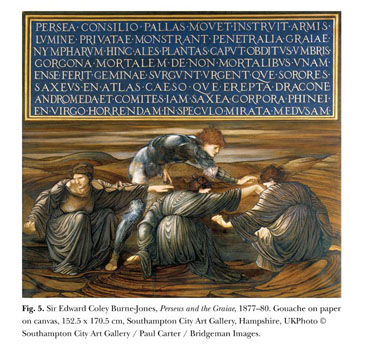 PERSEA·CONSILIO·PALLAS·MOVET·INSTRVIT·ARMIS
LVMINE·PRIVATAE·MONSTRANT·PENETRALIA·GRAIAE
NYMPHARVM·HINC·ALES·PLANTAS·CAPVT·OBDITVS·VMBRIS
GORGONA·MORTALEM·DE·NON·MORTALIBVS·VNAM
ENSE·FERIT·GEMINAE·SVRGVNT·VRGENT·QVE·SORORES
SAXEVS·EN·ATLAS·CAESO·QVE·EREPTA·DRACONE
ANDROMEDA·ET·COMITES·IAM·SAXEA·CORPORA·PHINEI
EN·VIRGO·HORRENDAM·IN·SPECVLO·MIRATA·MEDVSAM
Fig. 5. Sir Edward Coley Burne-Jones, Perseus and the Graiae, 1877–80. Gouache on paper
on canvas, 152.5 x 170.5 cm, Southampton City Art Gallery, Hampshire, UKPhoto ©
Southampton City Art Gallery / Paul Carter / Bridgeman Images.